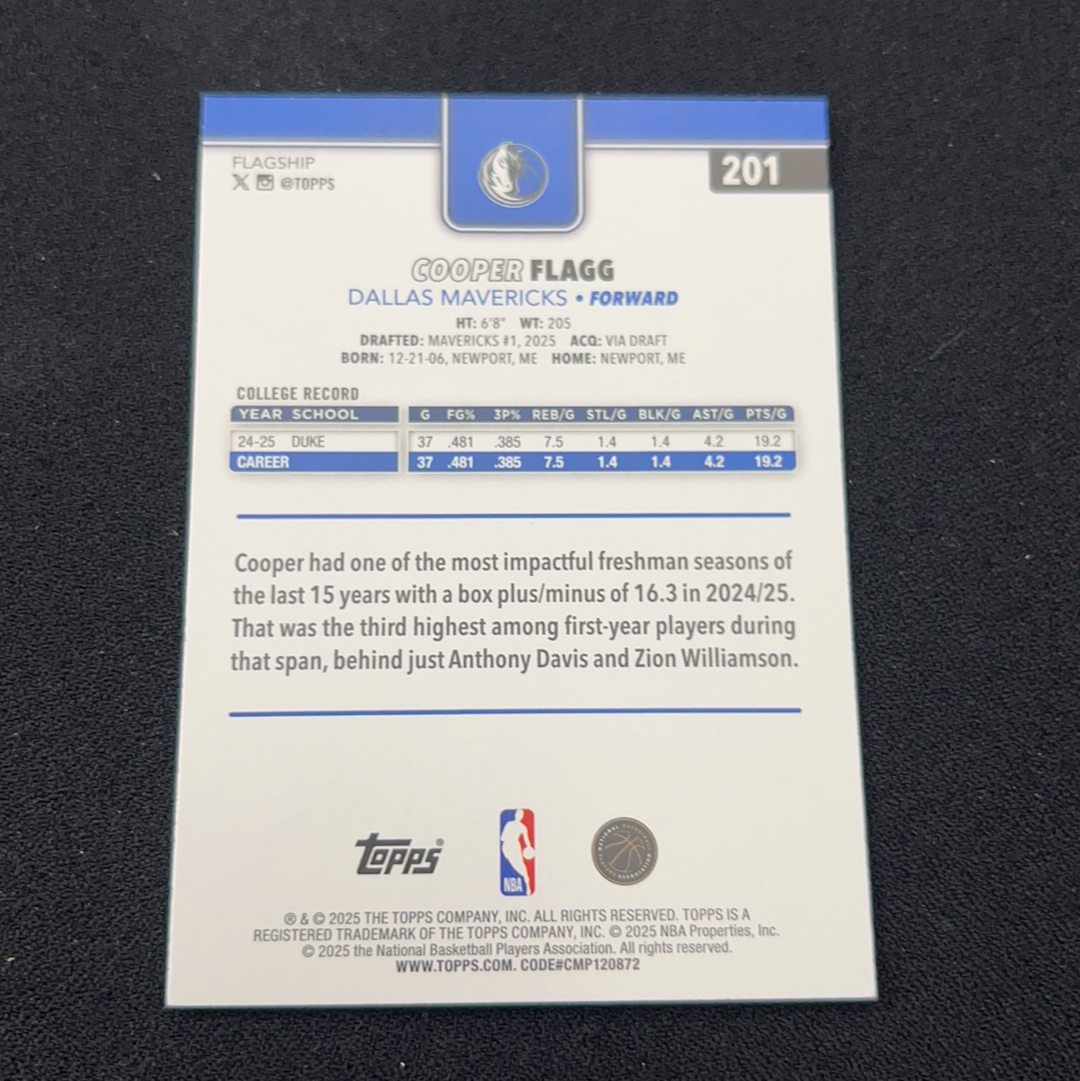 FLAGSHIP
201
X @TOPPS
COOPER FLAGG
DALLAS MAVERICKS • FORWARD
HT: 6'8" WT: 205
DRAFTED: MAVERICKS #1, 2025 ACQ: VIA DRAFT
BORN: 12-21-06, NEWPORT, ME HOME: NEWPORT, ME
COLLEGE RECORD
YEAR SCHOOL G FG% 3P% REB/G STL/G BLK/G AST/G PTS/G
24-25 DUKE 37 .481 .385 7.5 1.4 1.4 4.2 19.2
CAREER 37 .481 .385 7.5 1.4 1.4 4.2 19.2
Cooper had one of the most impactful freshman seasons of
the last 15 years with a box plus/minus of 16.3 in 2024/25.
That was the third highest among first-year players during
that span, behind just Anthony Davis and Zion Williamson.
Topps®
NBA
® & © 2025 THE TOPPS COMPANY, INC. ALL RIGHTS RESERVED. TOPPS IS A
REGISTERED TRADEMARK OF THE TOPPS COMPANY, INC. © 2025 NBA Properties, Inc.
© 2025 the National Basketball Players Association. All rights reserved.
WWW.TOPPS.COM. CODE#CMP120872